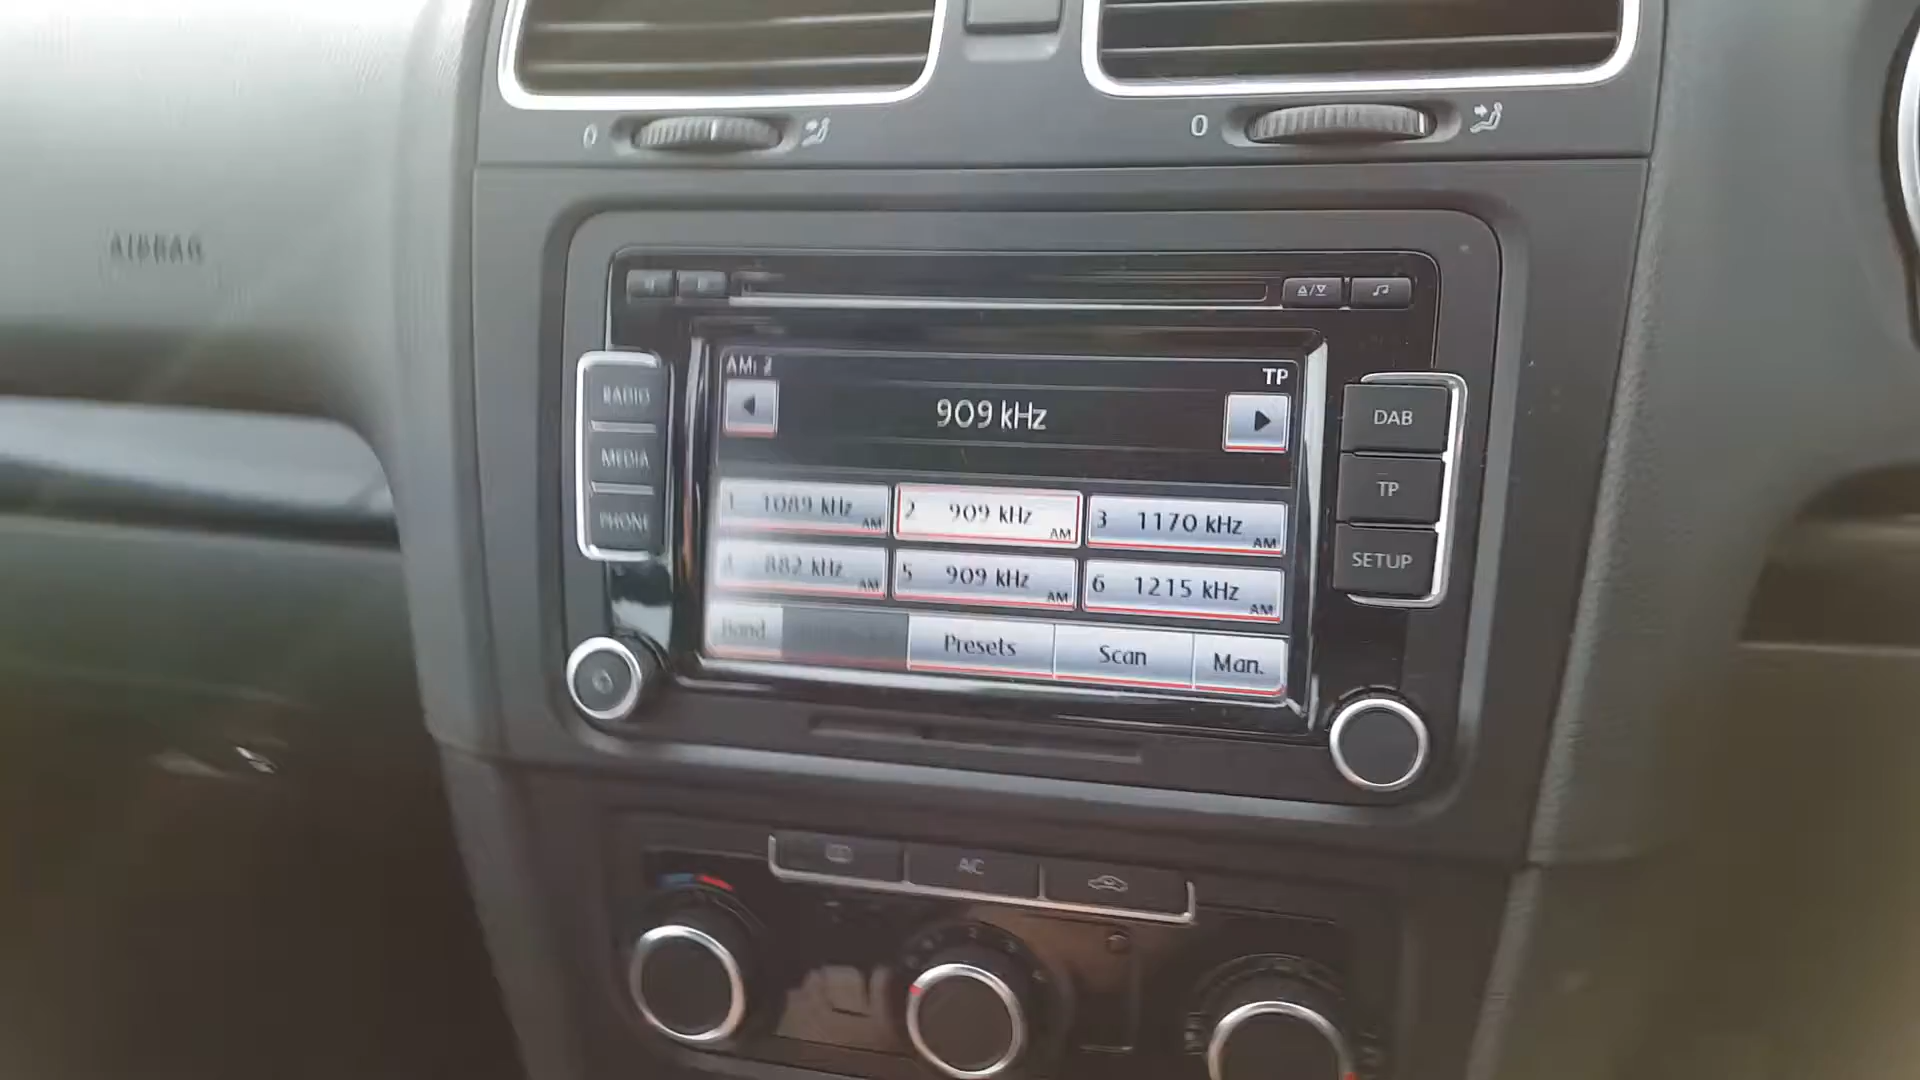 0 0
AIRBAG
AM: 2
TP
909 kHz
RADIO
MEDIA
PHONE
DAB
TP
SETUP
1 1089 kHz AM
2 909 kHz AM
3 1170 kHz AM
4 882 kHz AM
5 909 kHz AM
6 1215 kHz AM
Band
Presets
Scan
Man.
AC